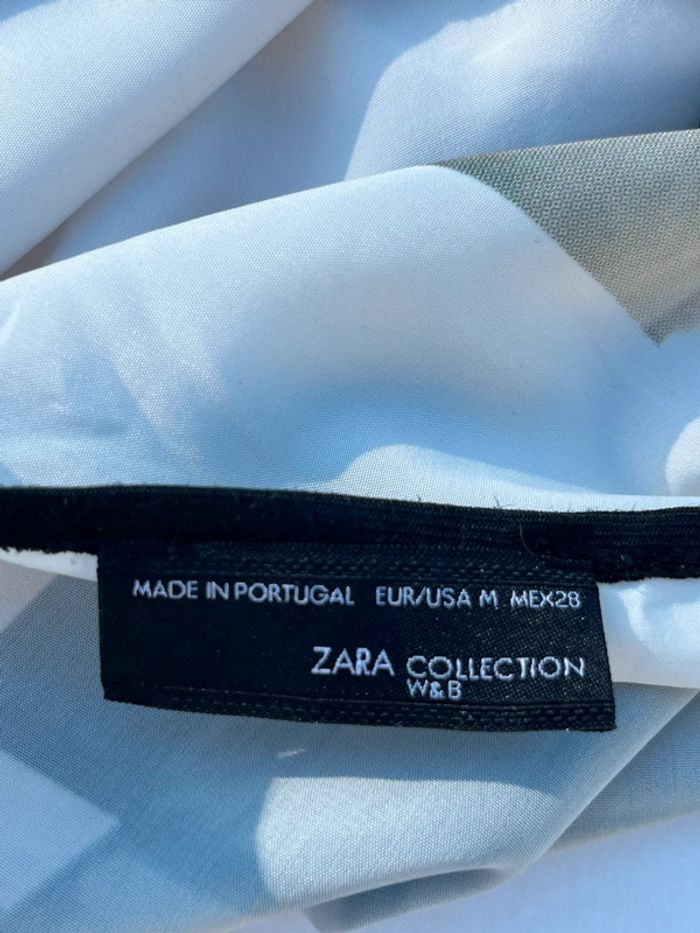 MADE IN PORTUGAL EUR/USA M MEX28
ZARA COLLECTION
W&B